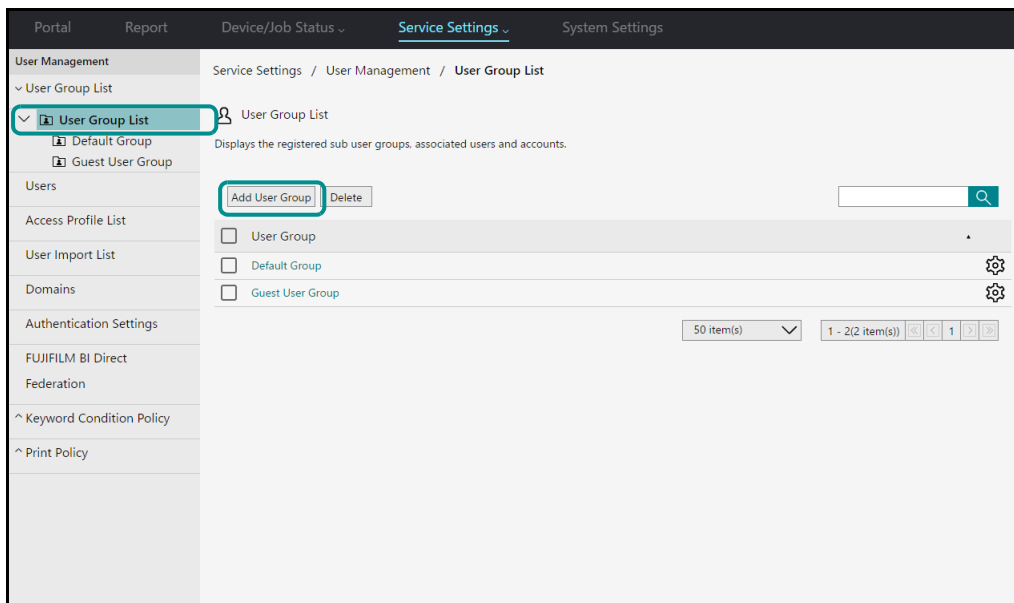 Portal Report Device/Job Status Service Settings System Settings
User Management
User Group List
User Group List
Default Group
Guest User Group
Users
Access Profile List
User Import List
Domains
Authentication Settings
FUJIFILM BI Direct
Federation
Keyword Condition Policy
Print Policy
Service Settings / User Management / User Group List
User Group List
Displays the registered sub user groups, associated users and accounts.
Add User Group Delete
User Group
Default Group
Guest User Group
50 item(s) 1 - 2(2 item(s)) 1